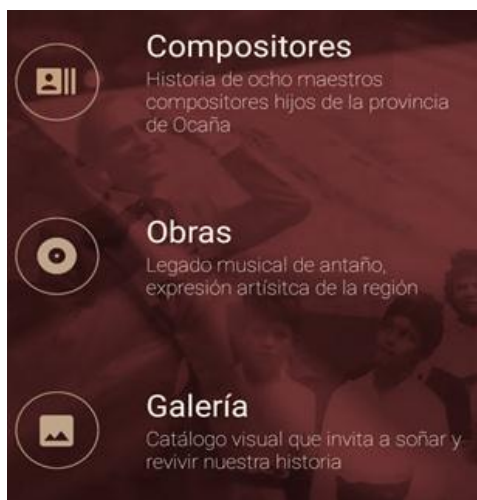 Compositores
Historia de ocho maestros
compositores hijos de la provincia
de Ocaña
Obras
Legado musical de antaño,
expresión artísitca de la región
Galería
Catálogo visual que invita a soñar y
revivir nuestra historia